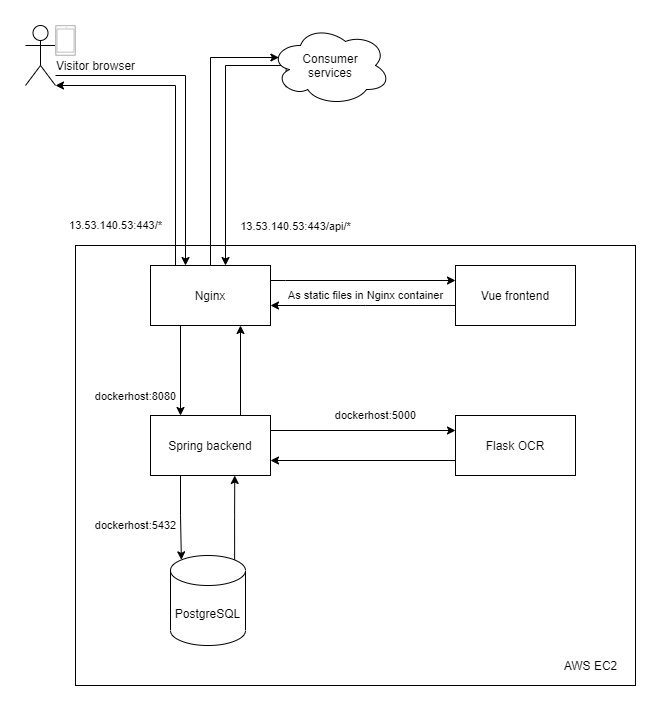 Visitor browser
Consumer
services
13.53.140.53:443/*
13.53.140.53:443/api/*
Nginx
As static files in Nginx container
Vue frontend
dockerhost:8080
Spring backend
dockerhost:5000
Flask OCR
dockerhost:5432
PostgreSQL
AWS EC2